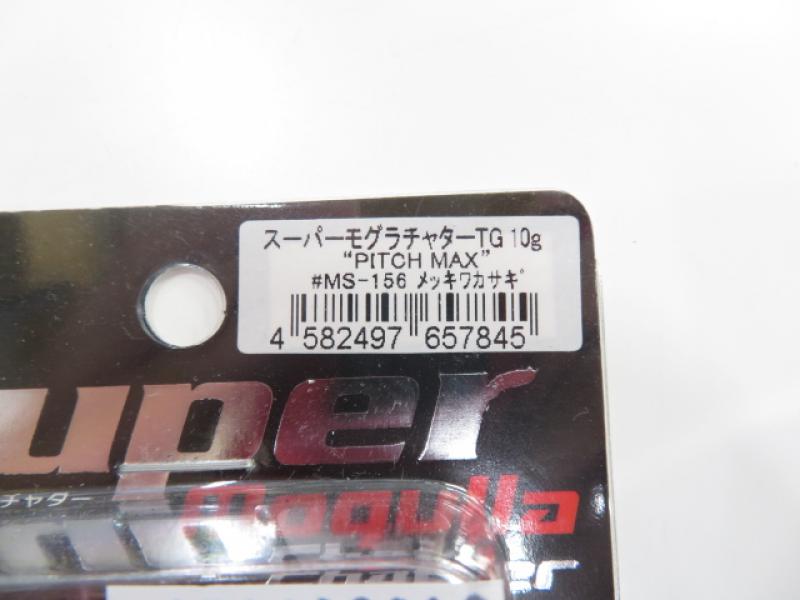 スーパーモグラチャターTG 10g
“PITCH MAX”
#MS-156 ﾒｯｷﾜｶｻｷﾞ
4 582497 657845
uper
チャター
Mogulla